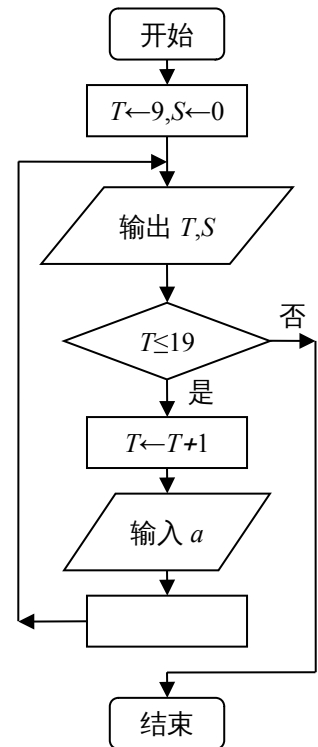 开始
T←9,S←0
输出 T,S
T≤19
否
是
T←T+1
输入 a
结束